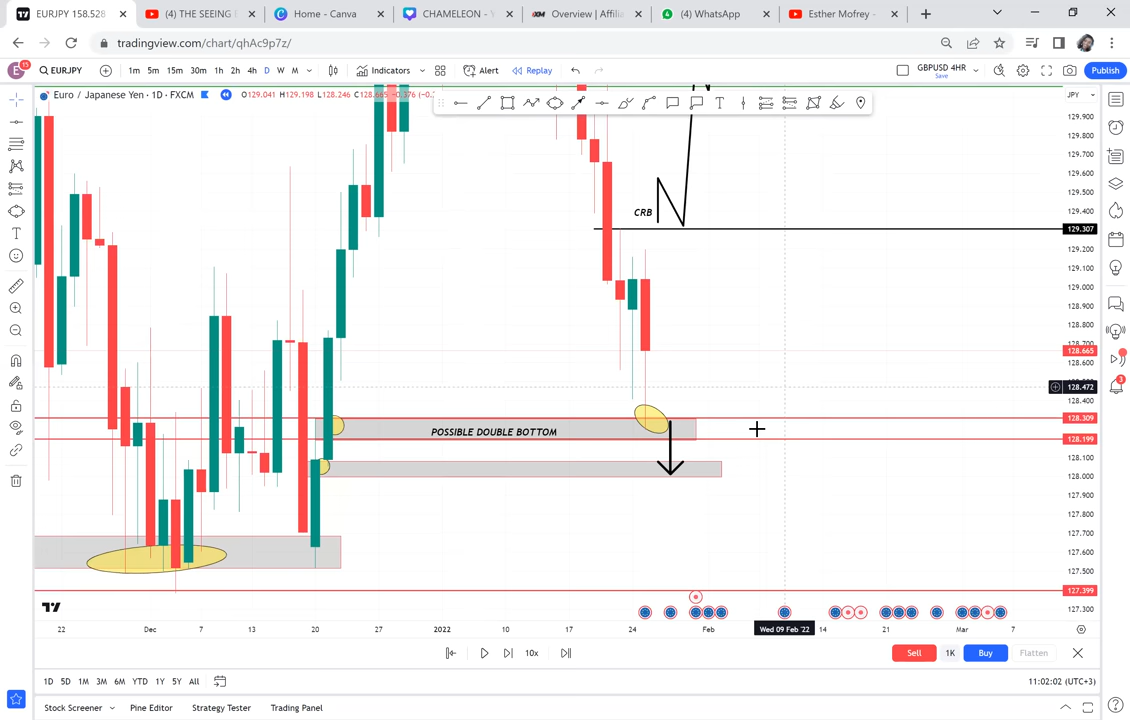 EURJPY 158.528
(4) THE SEEING E
Home - Canva
CHAMELEON - Y
Overview | Affilia
(4) WhatsApp
Esther Mofrey -
tradingview.com/chart/qhAc9p7z/
E 15 EURJPY 1m 5m 15m 30m 1h 2h 4h D W M Indicators Alert Replay GBPUSD 4HR Save Publish
Euro / Japanese Yen · 1D · FXCM O129.041 H129.198 L128.246 C128.665 JPY
129.900
129.800
129.700
129.600
129.500
CRB 129.400
129.307
129.200
129.100
129.000
128.900
128.800
128.700
128.665
128.472
128.400
128.309
POSSIBLE DOUBLE BOTTOM
128.199
128.100
128.000
127.900
127.800
127.700
127.600
127.500
127.399
127.300
22 Dec 7 13 20 27 2022 10 17 24 Feb Wed 09 Feb '22 14 21 Mar 7
10x Sell 1K Buy Flatten
1D 5D 1M 3M 6M YTD 1Y 5Y All 11:02:02 (UTC+3)
Stock Screener Pine Editor Strategy Tester Trading Panel
3